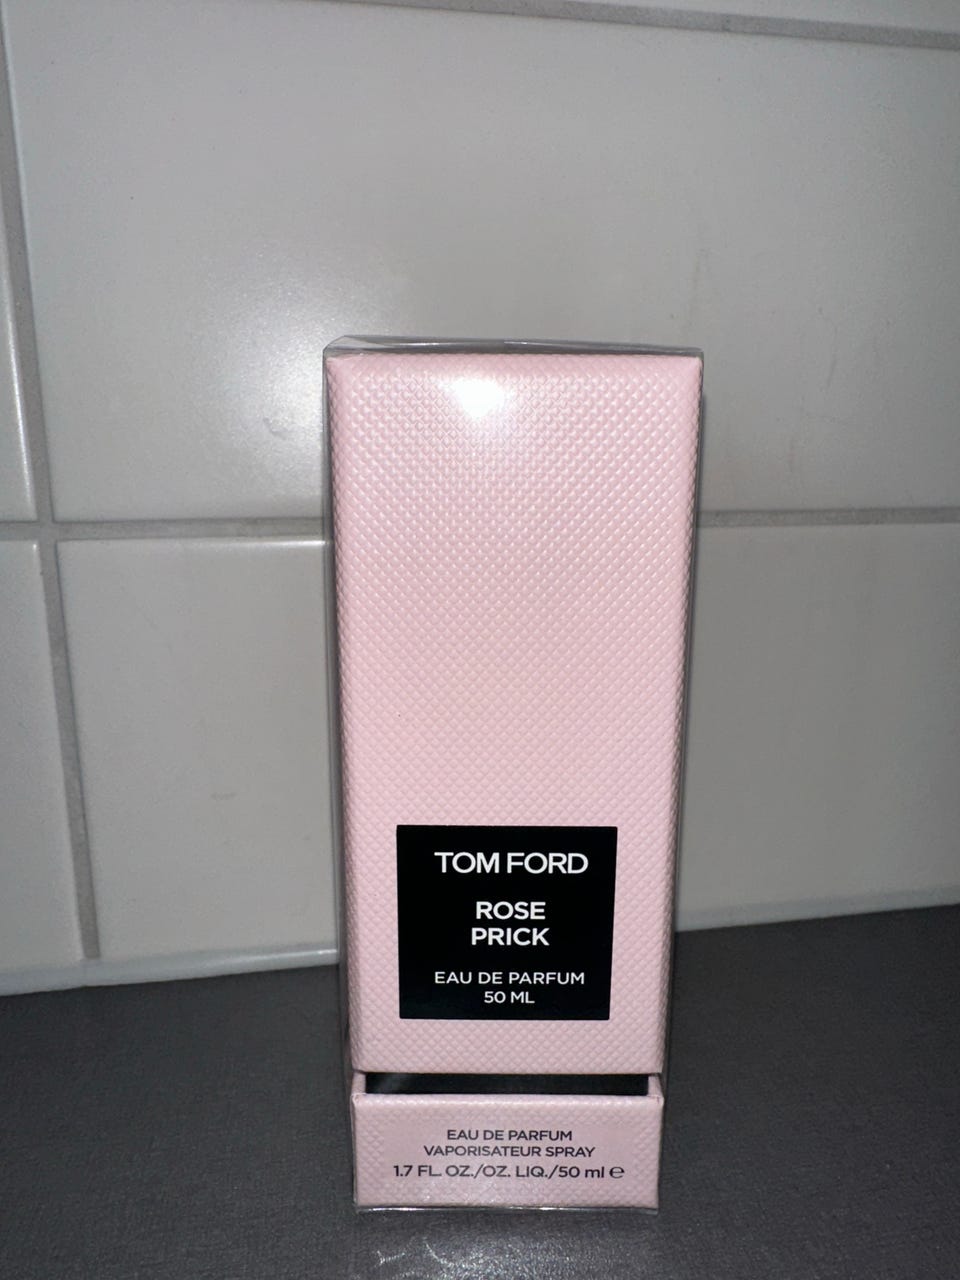 TOM FORD
ROSE
PRICK
EAU DE PARFUM
50 ML
EAU DE PARFUM
VAPORISATEUR SPRAY
1.7 FL. OZ./OZ. LIQ./50 ml ℮